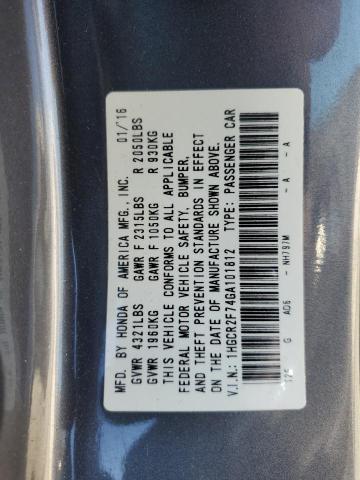 MFD. BY HONDA OF AMERICA MFG., INC. 01/'16
GVWR 4321LBS GAWR F 2315LBS R 2050LBS
GVWR 1960KG GAWR F 1050KG R 930KG
THIS VEHICLE CONFORMS TO ALL APPLICABLE
FEDERAL MOTOR VEHICLE SAFETY, BUMPER,
AND THEFT PREVENTION STANDARDS IN EFFECT
ON THE DATE OF MANUFACTURE SHOWN ABOVE.
V.I.N.: 1HGCR2F74GA101812 TYPE: PASSENGER CAR
G AD6 - NH797M - A - A